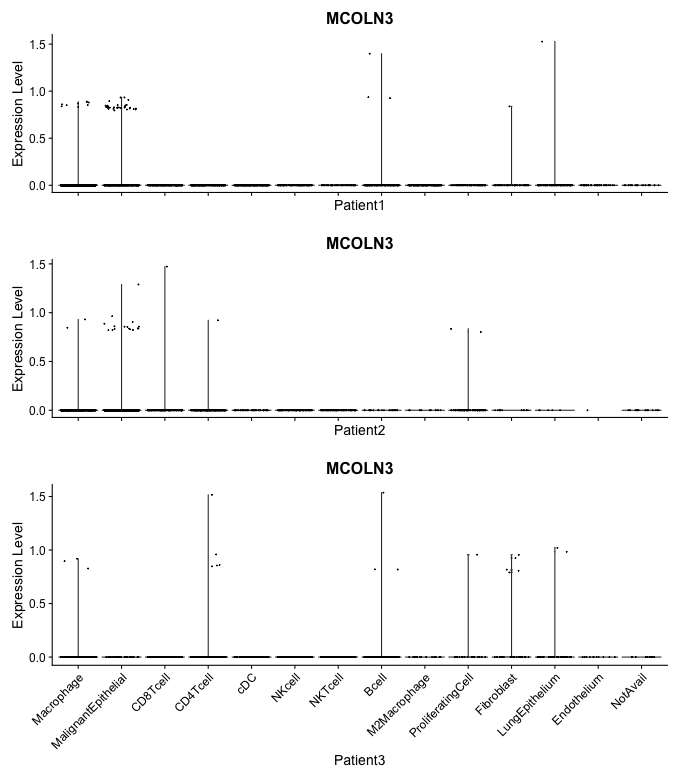 MCOLN3
Expression Level
1.5
1.0
0.5
0.0
Patient1
MCOLN3
Expression Level
1.5
1.0
0.5
0.0
Patient2
MCOLN3
Expression Level
1.5
1.0
0.5
0.0
Macrophage
MalignantEpithelial
CD8Tcell
CD4Tcell
cDC
NKcell
NKTcell
Bcell
M2Macrophage
ProliferatingCell
Fibroblast
LungEpithelium
Endothelium
NotAvail
Patient3